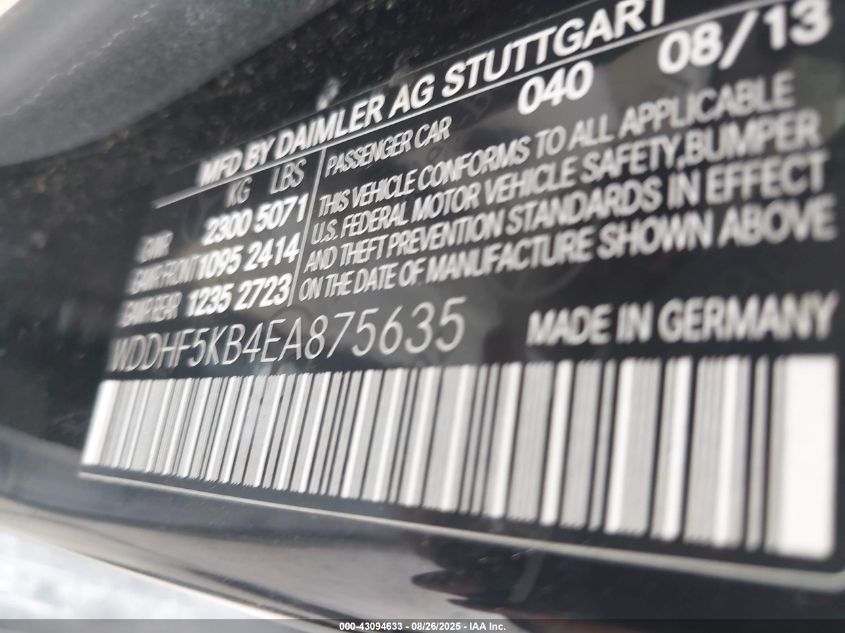 MFD BY DAIMLER AG STUTTGART
040 08/13
KG LBS
GVWR 2300 5071
GAWR FRONT 1095 2414
GAWR REAR 1235 2723
PASSENGER CAR
THIS VEHICLE CONFORMS TO ALL APPLICABLE
U.S. FEDERAL MOTOR VEHICLE SAFETY, BUMPER
AND THEFT PREVENTION STANDARDS IN EFFECT
ON THE DATE OF MANUFACTURE SHOWN ABOVE
WDDHF5KB4EA875635
MADE IN GERMANY
000-43094633 - 08/26/2025 - IAA Inc.